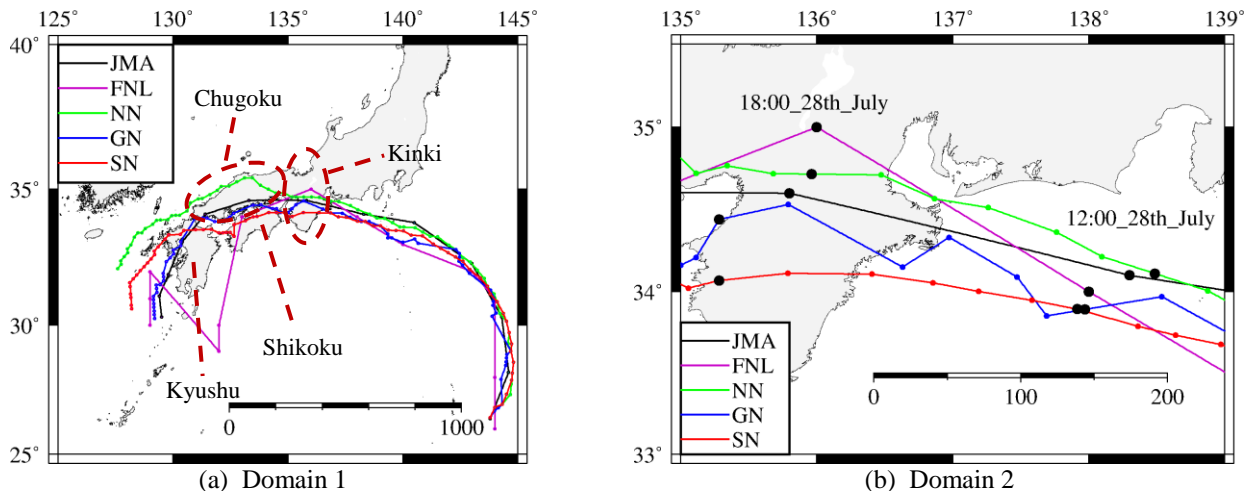 125° 130° 135° 140° 145°
40°
35°
30°
25°
JMA
FNL
NN
GN
SN
Chugoku
Kinki
Shikoku
Kyushu
0 1000
(a) Domain 1
135° 136° 137° 138° 139°
35°
34°
33°
18:00_28th_July
12:00_28th_July
JMA
FNL
NN
GN
SN
0 100 200
(b) Domain 2